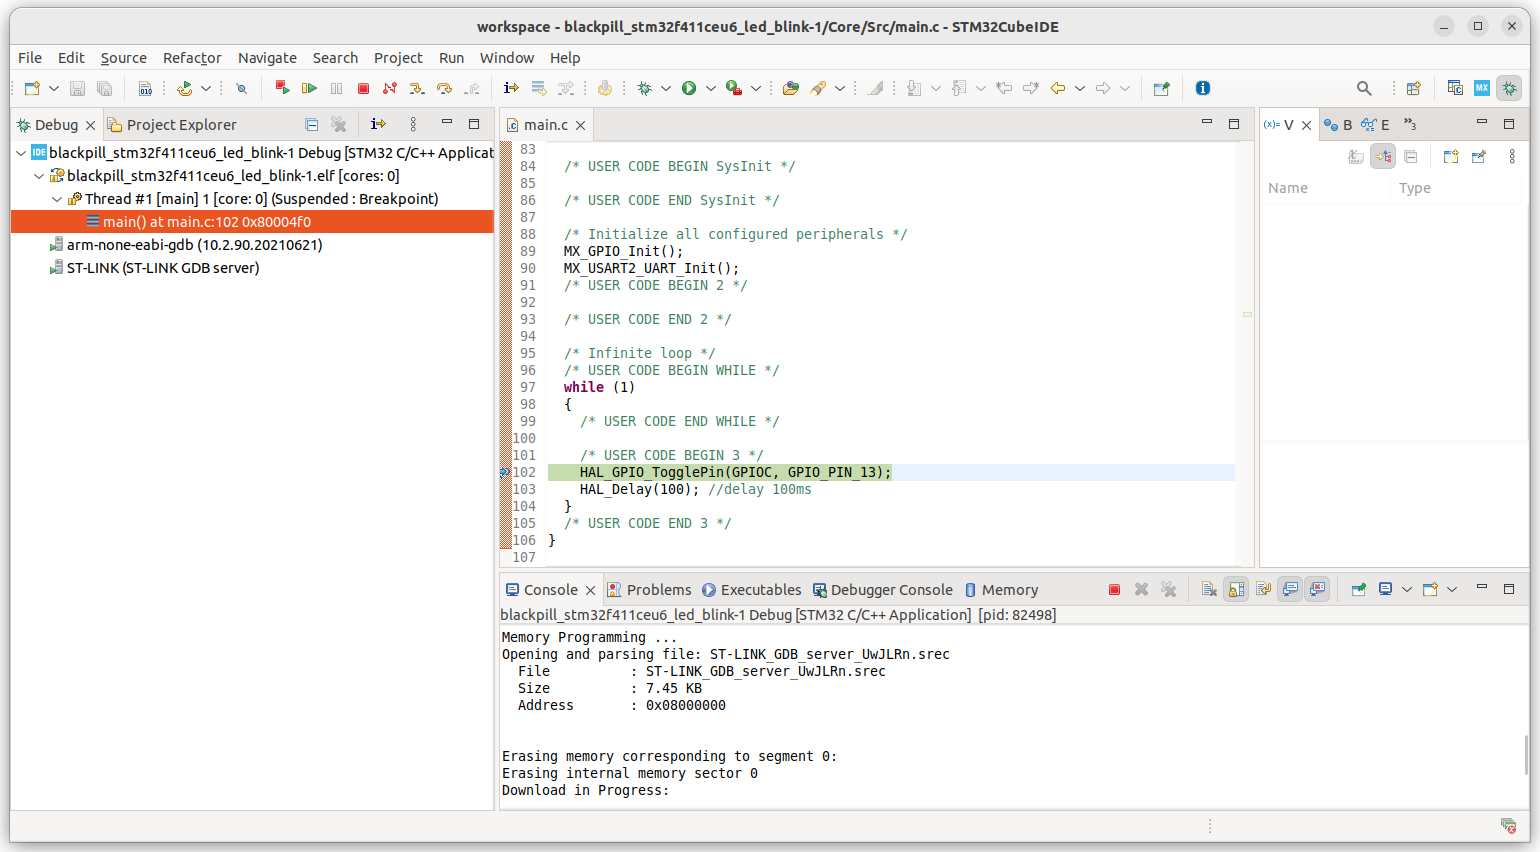 workspace - blackpill_stm32f411ceu6_led_blink-1/Core/Src/main.c - STM32CubeIDE
File Edit Source Refactor Navigate Search Project Run Window Help
010
MX
Debug
Project Explorer
blackpill_stm32f411ceu6_led_blink-1 Debug [STM32 C/C++ Applicat
IDE
blackpill_stm32f411ceu6_led_blink-1.elf [cores: 0]
Thread #1 [main] 1 [core: 0] (Suspended : Breakpoint)
main() at main.c:102 0x80004f0
arm-none-eabi-gdb (10.2.90.20210621)
ST-LINK (ST-LINK GDB server)
main.c
83
84 /* USER CODE BEGIN SysInit */
85
86 /* USER CODE END SysInit */
87
88 /* Initialize all configured peripherals */
89 MX_GPIO_Init();
90 MX_USART2_UART_Init();
91 /* USER CODE BEGIN 2 */
92
93 /* USER CODE END 2 */
94
95 /* Infinite loop */
96 /* USER CODE BEGIN WHILE */
97 while (1)
98 {
99 /* USER CODE END WHILE */
100
101 /* USER CODE BEGIN 3 */
102 HAL_GPIO_TogglePin(GPIOC, GPIO_PIN_13);
103 HAL_Delay(100); //delay 100ms
104 }
105 /* USER CODE END 3 */
106 }
107
(x)= V B E »3
Name Type
Console Problems Executables Debugger Console Memory
blackpill_stm32f411ceu6_led_blink-1 Debug [STM32 C/C++ Application] [pid: 82498]
Memory Programming ...
Opening and parsing file: ST-LINK_GDB_server_UwJLRn.srec
File : ST-LINK_GDB_server_UwJLRn.srec
Size : 7.45 KB
Address : 0x08000000
Erasing memory corresponding to segment 0:
Erasing internal memory sector 0
Download in Progress: